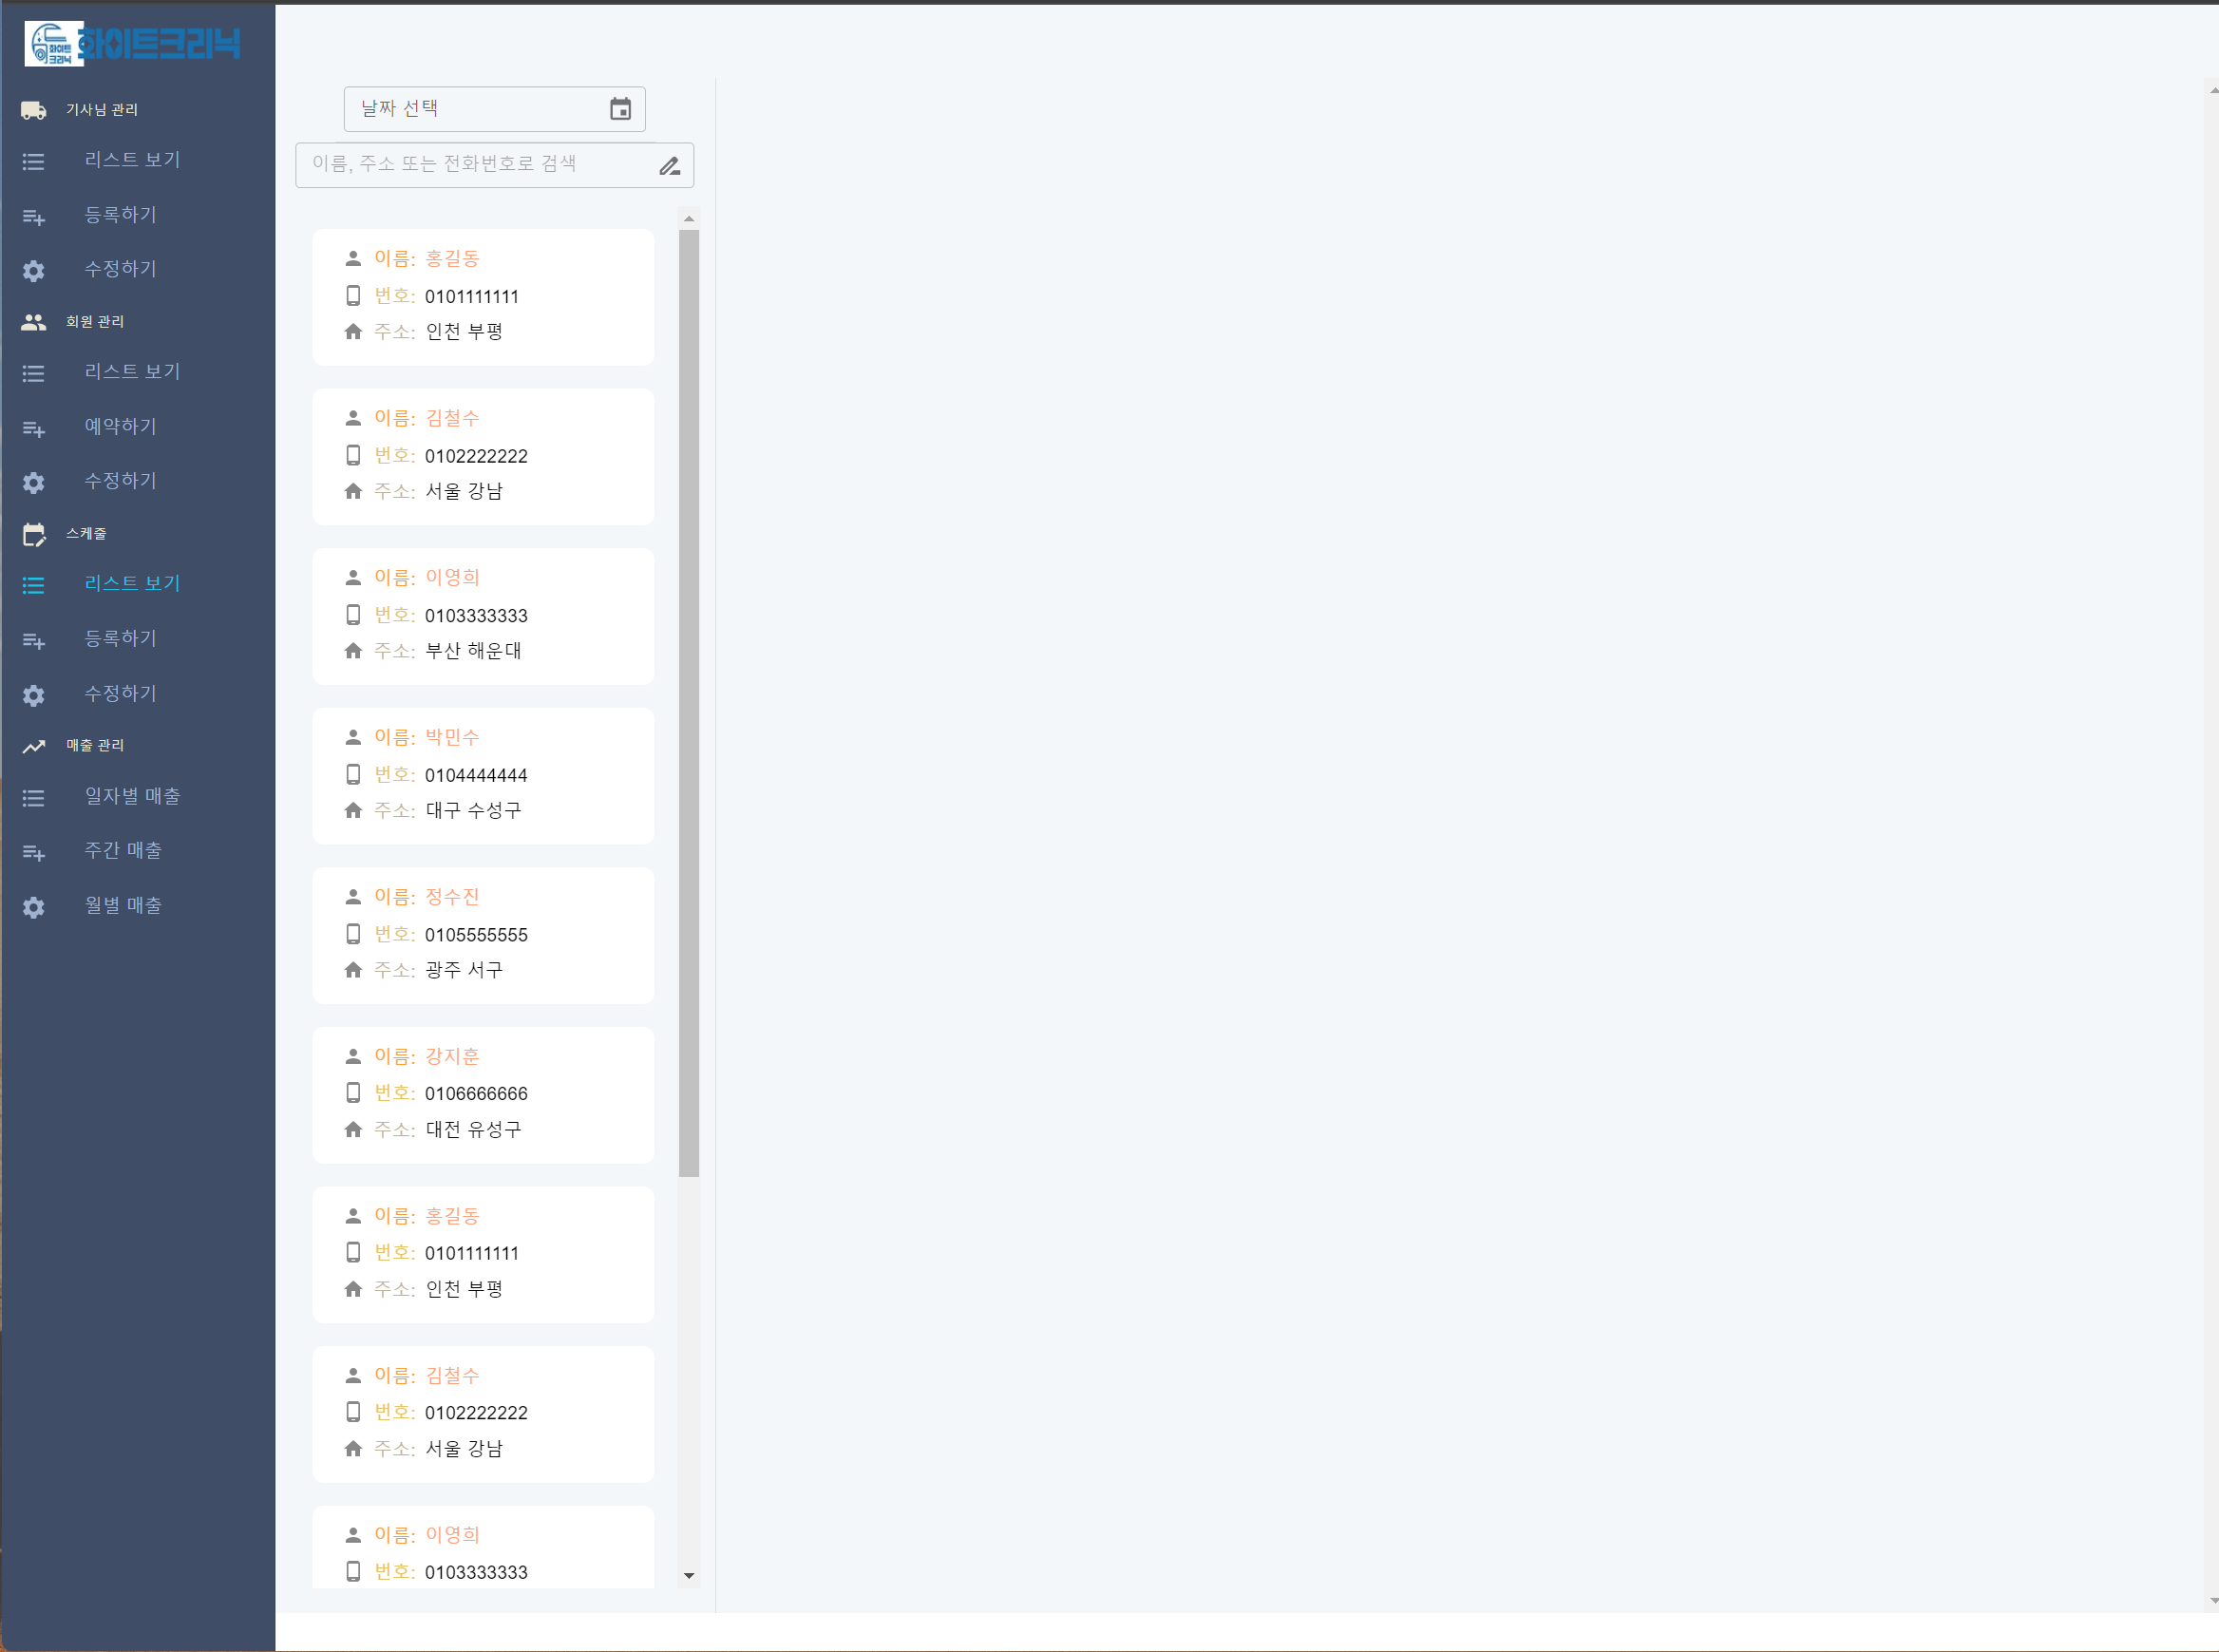 화이트
크리닉
화이트크리닉
기사님 관리
리스트 보기
등록하기
수정하기
회원 관리
리스트 보기
예약하기
수정하기
스케줄
리스트 보기
등록하기
수정하기
매출 관리
일자별 매출
주간 매출
월별 매출
날짜 선택
이름, 주소 또는 전화번호로 검색
이름: 홍길동
번호: 0101111111
주소: 인천 부평
이름: 김철수
번호: 0102222222
주소: 서울 강남
이름: 이영희
번호: 0103333333
주소: 부산 해운대
이름: 박민수
번호: 0104444444
주소: 대구 수성구
이름: 정수진
번호: 0105555555
주소: 광주 서구
이름: 강지훈
번호: 0106666666
주소: 대전 유성구
이름: 홍길동
번호: 0101111111
주소: 인천 부평
이름: 김철수
번호: 0102222222
주소: 서울 강남
이름: 이영희
번호: 0103333333